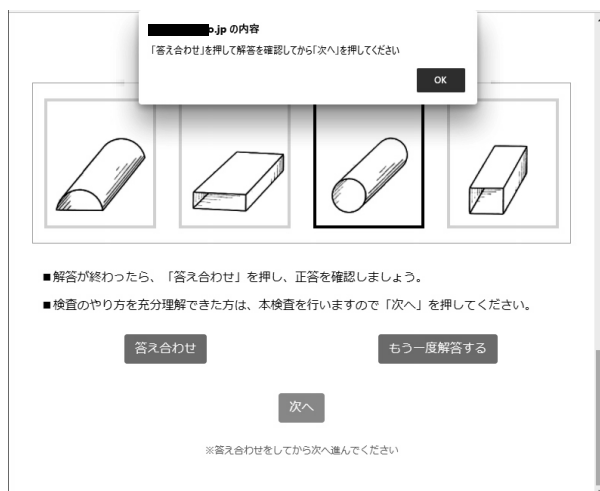 o.jp の内容
「答え合わせ」を押して解答を確認してから「次へ」を押してください
OK
■解答が終わったら、「答え合わせ」を押し、正答を確認しましょう。
■検査のやり方を充分理解できた方は、本検査を行いますので「次へ」を押してください。
答え合わせ
もう一度解答する
次へ
※答え合わせをしてから次へ進んでください